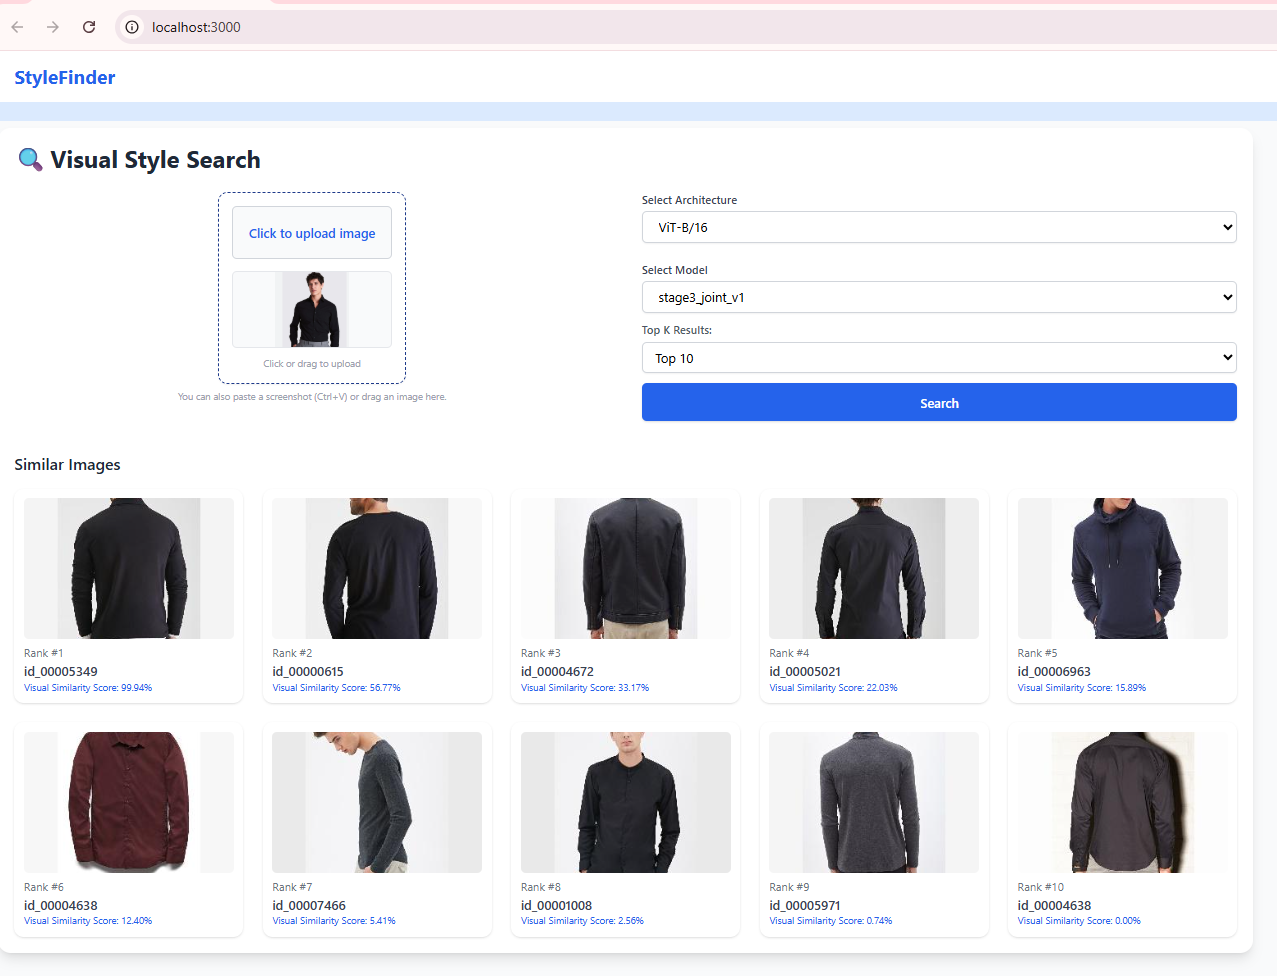 localhost:3000
StyleFinder
Visual Style Search
Click to upload image
Click or drag to upload
You can also paste a screenshot (Ctrl+V) or drag an image here.
Select Architecture
ViT-B/16
Select Model
stage3_joint_v1
Top K Results:
Top 10
Search
Similar Images
Rank #1
id_00005349
Visual Similarity Score: 99.94%
Rank #2
id_00000615
Visual Similarity Score: 56.77%
Rank #3
id_00004672
Visual Similarity Score: 33.17%
Rank #4
id_00005021
Visual Similarity Score: 22.03%
Rank #5
id_00006963
Visual Similarity Score: 15.89%
Rank #6
id_00004638
Visual Similarity Score: 12.40%
Rank #7
id_00007466
Visual Similarity Score: 5.41%
Rank #8
id_00001008
Visual Similarity Score: 2.56%
Rank #9
id_00005971
Visual Similarity Score: 0.74%
Rank #10
id_00004638
Visual Similarity Score: 0.00%